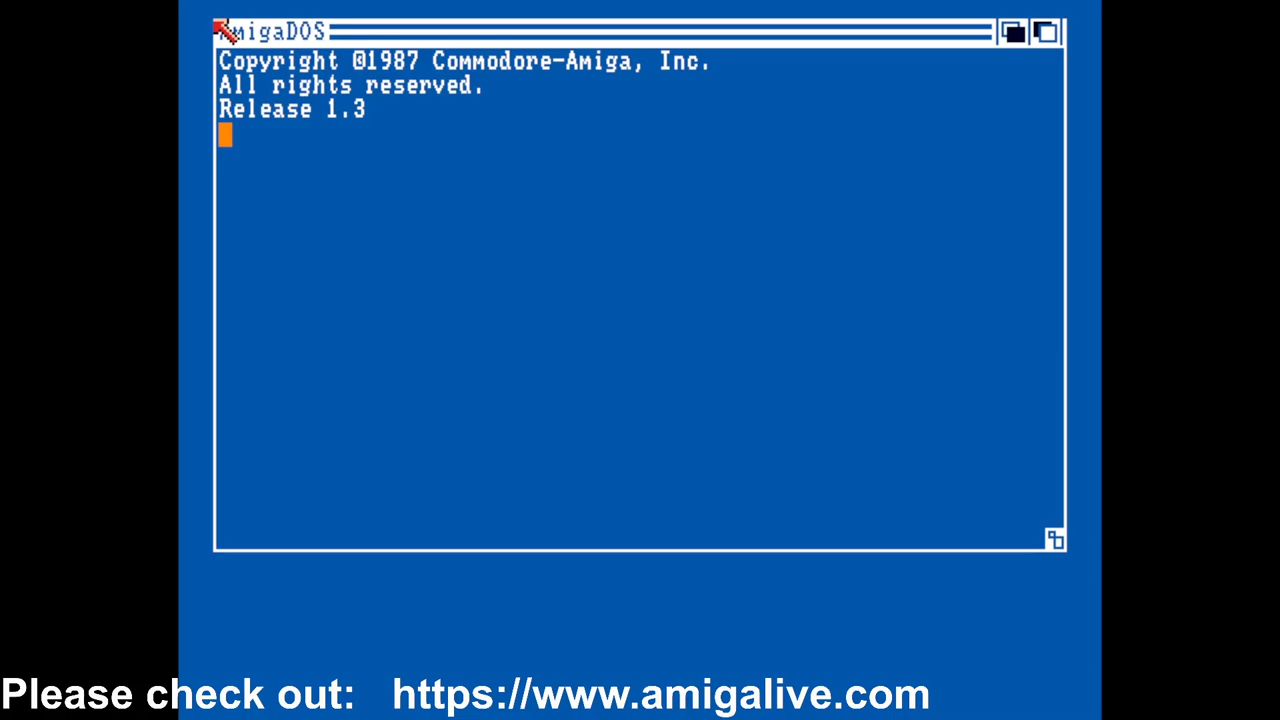 AmigaDOS
Copyright @1987 Commodore-Amiga, Inc.
All rights reserved.
Release 1.3
Please check out: https://www.amigalive.com